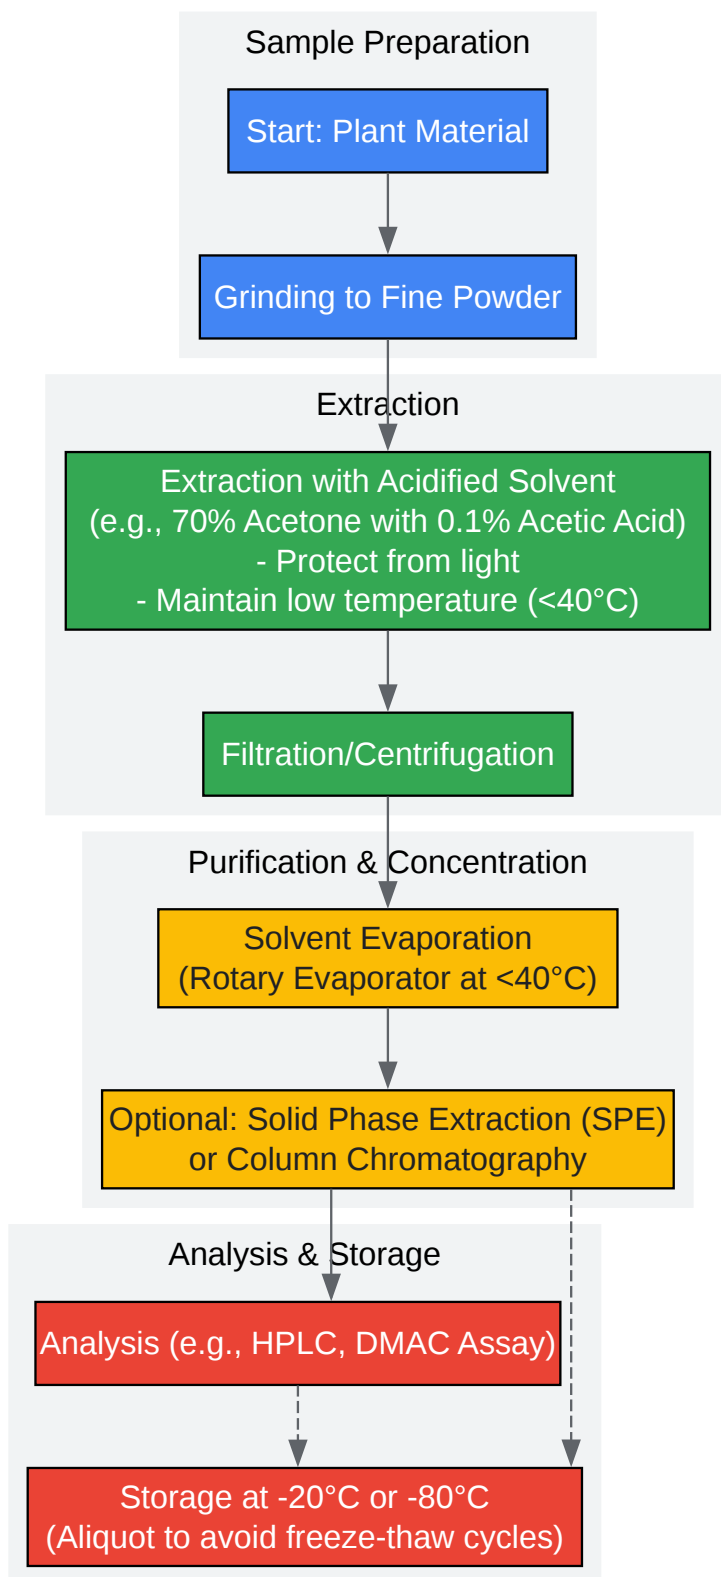 Sample Preparation
Start: Plant Material
Grinding to Fine Powder
Extraction
Extraction with Acidified Solvent
(e.g., 70% Acetone with 0.1% Acetic Acid)
- Protect from light
- Maintain low temperature (<40°C)
Filtration/Centrifugation
Purification & Concentration
Solvent Evaporation
(Rotary Evaporator at <40°C)
Optional: Solid Phase Extraction (SPE)
or Column Chromatography
Analysis & Storage
Analysis (e.g., HPLC, DMAC Assay)
Storage at -20°C or -80°C
(Aliquot to avoid freeze-thaw cycles)